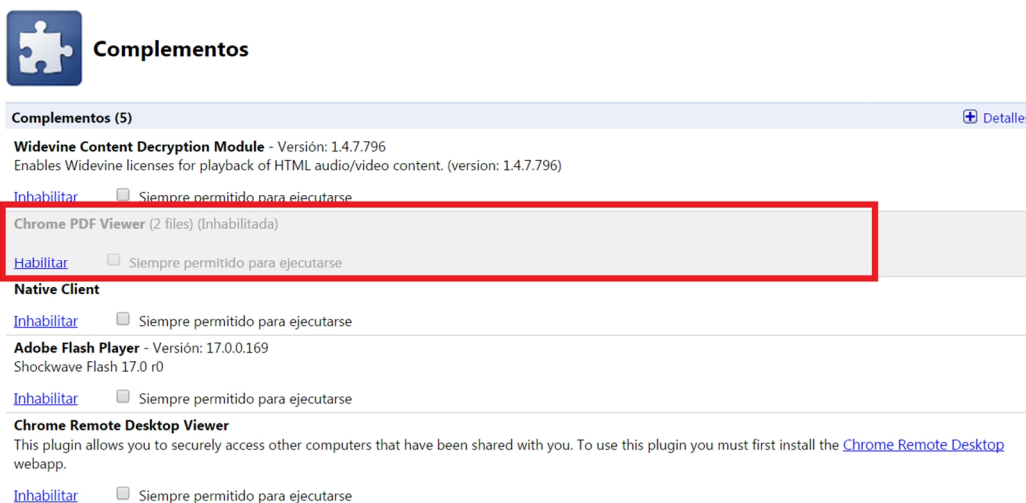 Complementos
Complementos (5)
Detalles
Widevine Content Decryption Module - Versión: 1.4.7.796
Enables Widevine licenses for playback of HTML audio/video content. (version: 1.4.7.796)
Inhabilitar Siempre permitido para ejecutarse
Chrome PDF Viewer (2 files) (Inhabilitada)
Habilitar Siempre permitido para ejecutarse
Native Client
Inhabilitar Siempre permitido para ejecutarse
Adobe Flash Player - Versión: 17.0.0.169
Shockwave Flash 17.0 r0
Inhabilitar Siempre permitido para ejecutarse
Chrome Remote Desktop Viewer
This plugin allows you to securely access other computers that have been shared with you. To use this plugin you must first install the Chrome Remote Desktop
webapp.
Inhabilitar Siempre permitido para ejecutarse